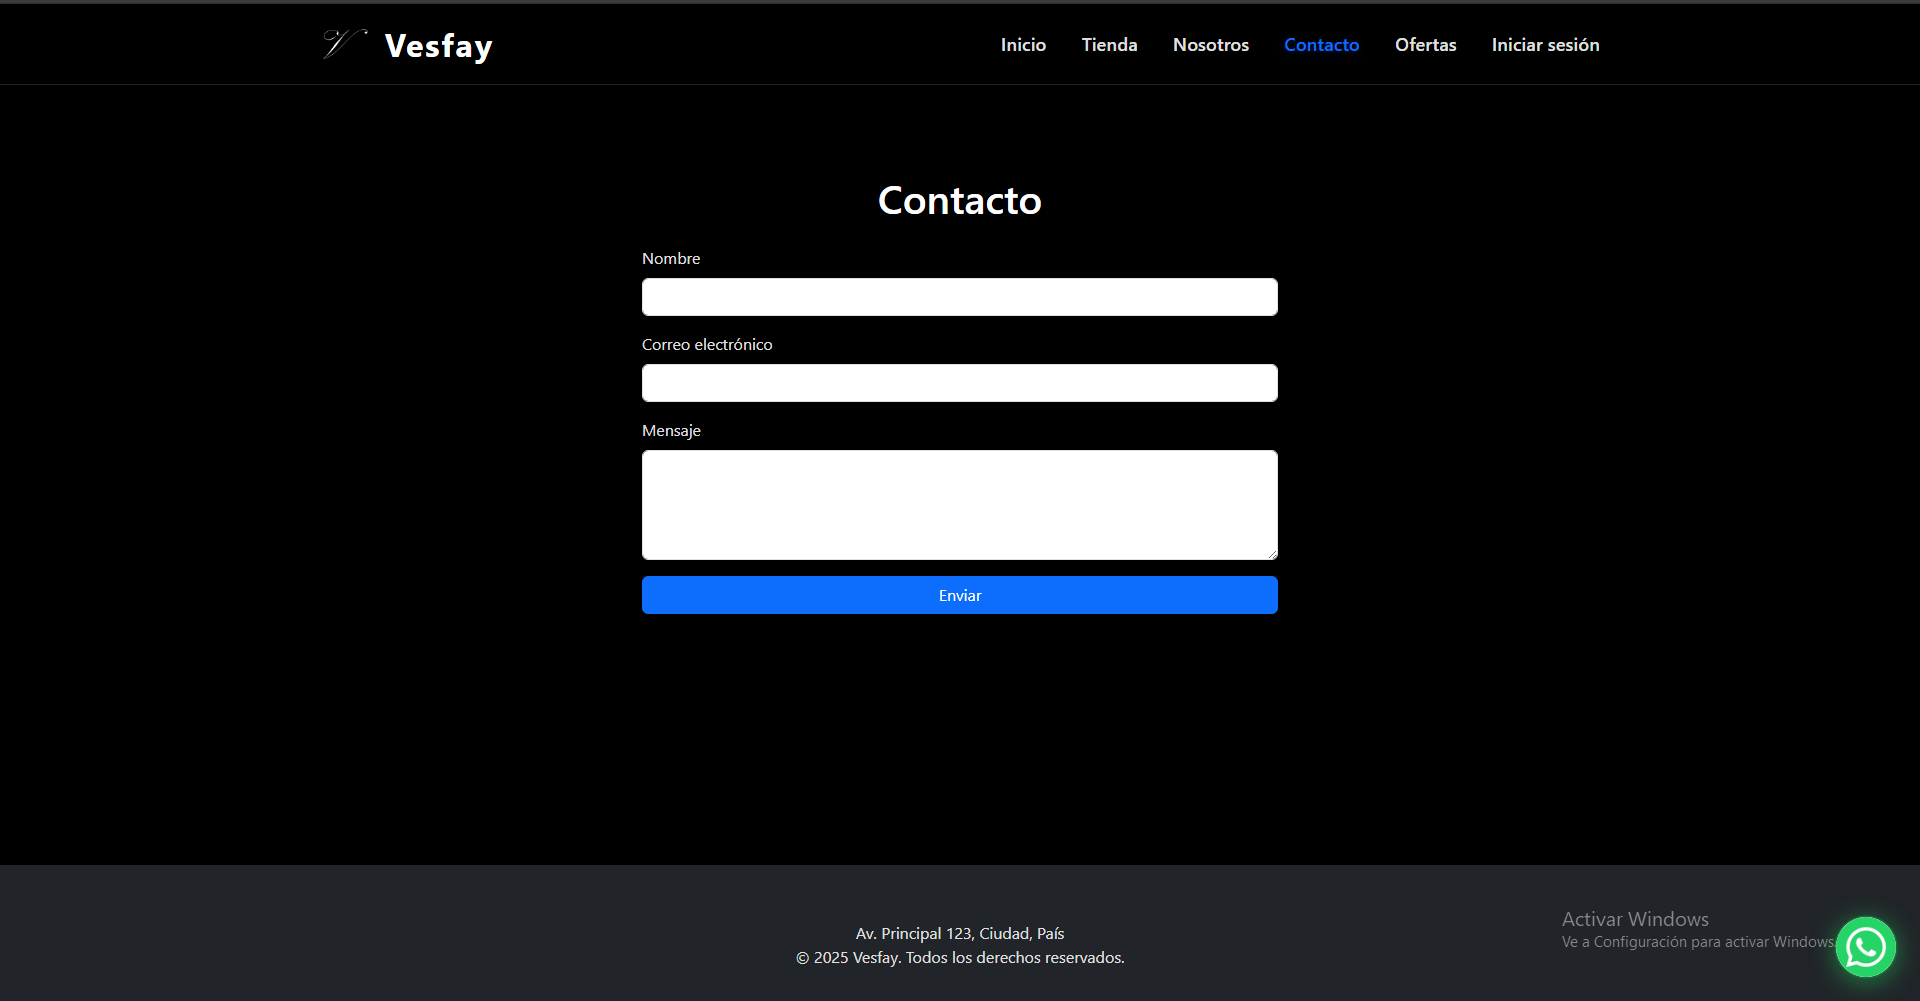 V Vesfay
Inicio Tienda Nosotros Contacto Ofertas Iniciar sesión
Contacto
Nombre
Correo electrónico
Mensaje
Enviar
Av. Principal 123, Ciudad, País
© 2025 Vesfay. Todos los derechos reservados.
Activar Windows
Ve a Configuración para activar Windows.